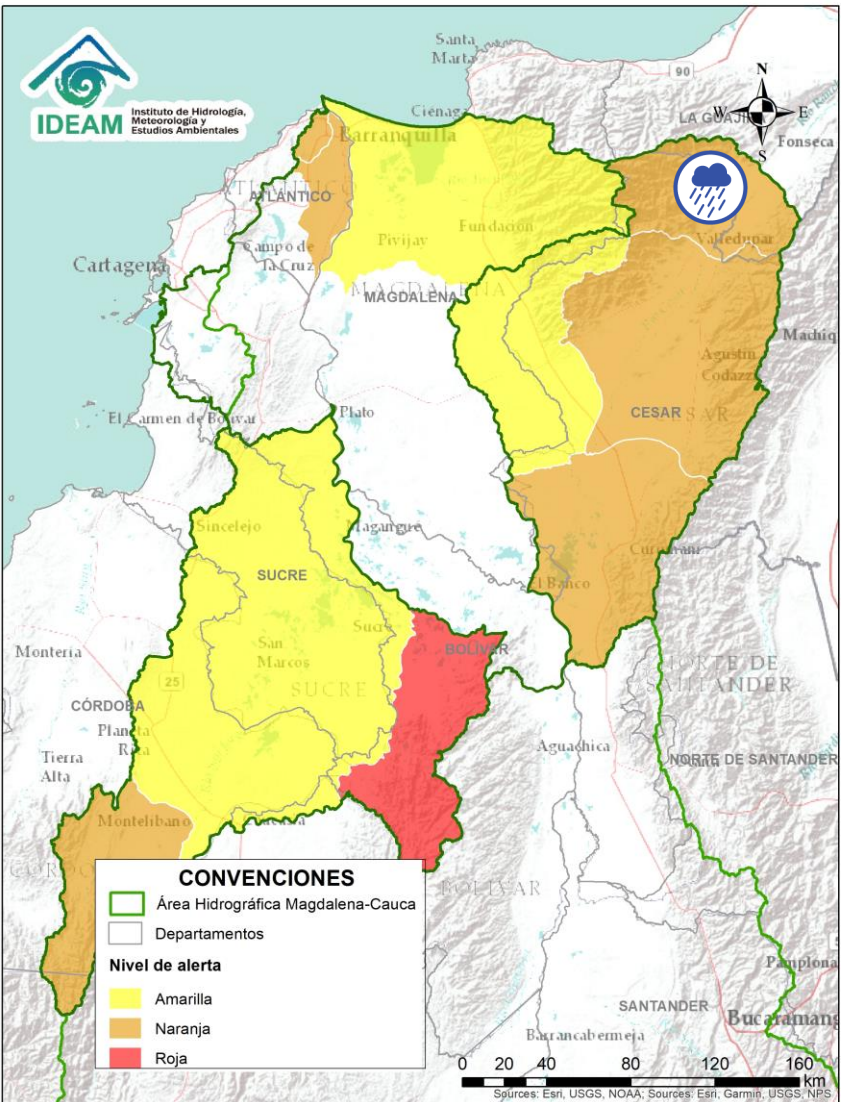 IDEAM
Instituto de Hidrología,
Meteorología y
Estudios Ambientales
Santa
Marta
90
N
W
E
S
Ciénaga
LA GUAJIRA
Fonseca
Barranquilla
ATLÁNTICO
ATLÁNTICO
Pivijay
Fundación
Valledupar
Campo de
la Cruz
Cartagena
MAGDALENA
MAGDALENA
Agustín
Codazzi
CESAR
CESAR
El Carmen de Bolívar
Plato
Sincelejo
Magangue
SUCRE
Curumaní
El Banco
Sucre
San
Marcos
SUCRE
BOLÍVAR
Montería
25
CÓRDOBA
Planeta
Rica
Tierra
Alta
NORTE DE
SANTANDER
NORTE DE SANTANDER
Aguachica
Montelíbano
BOLÍVAR
Pamplona
SANTANDER
Barrancabermeja
CONVENCIONES
Área Hidrográfica Magdalena-Cauca
Departamentos
Nivel de alerta
Amarilla
Naranja
Roja
0 20 40 80 120 160
km
Sources: Esri, USGS, NOAA; Sources: Esri, Garmin, USGS, NPS